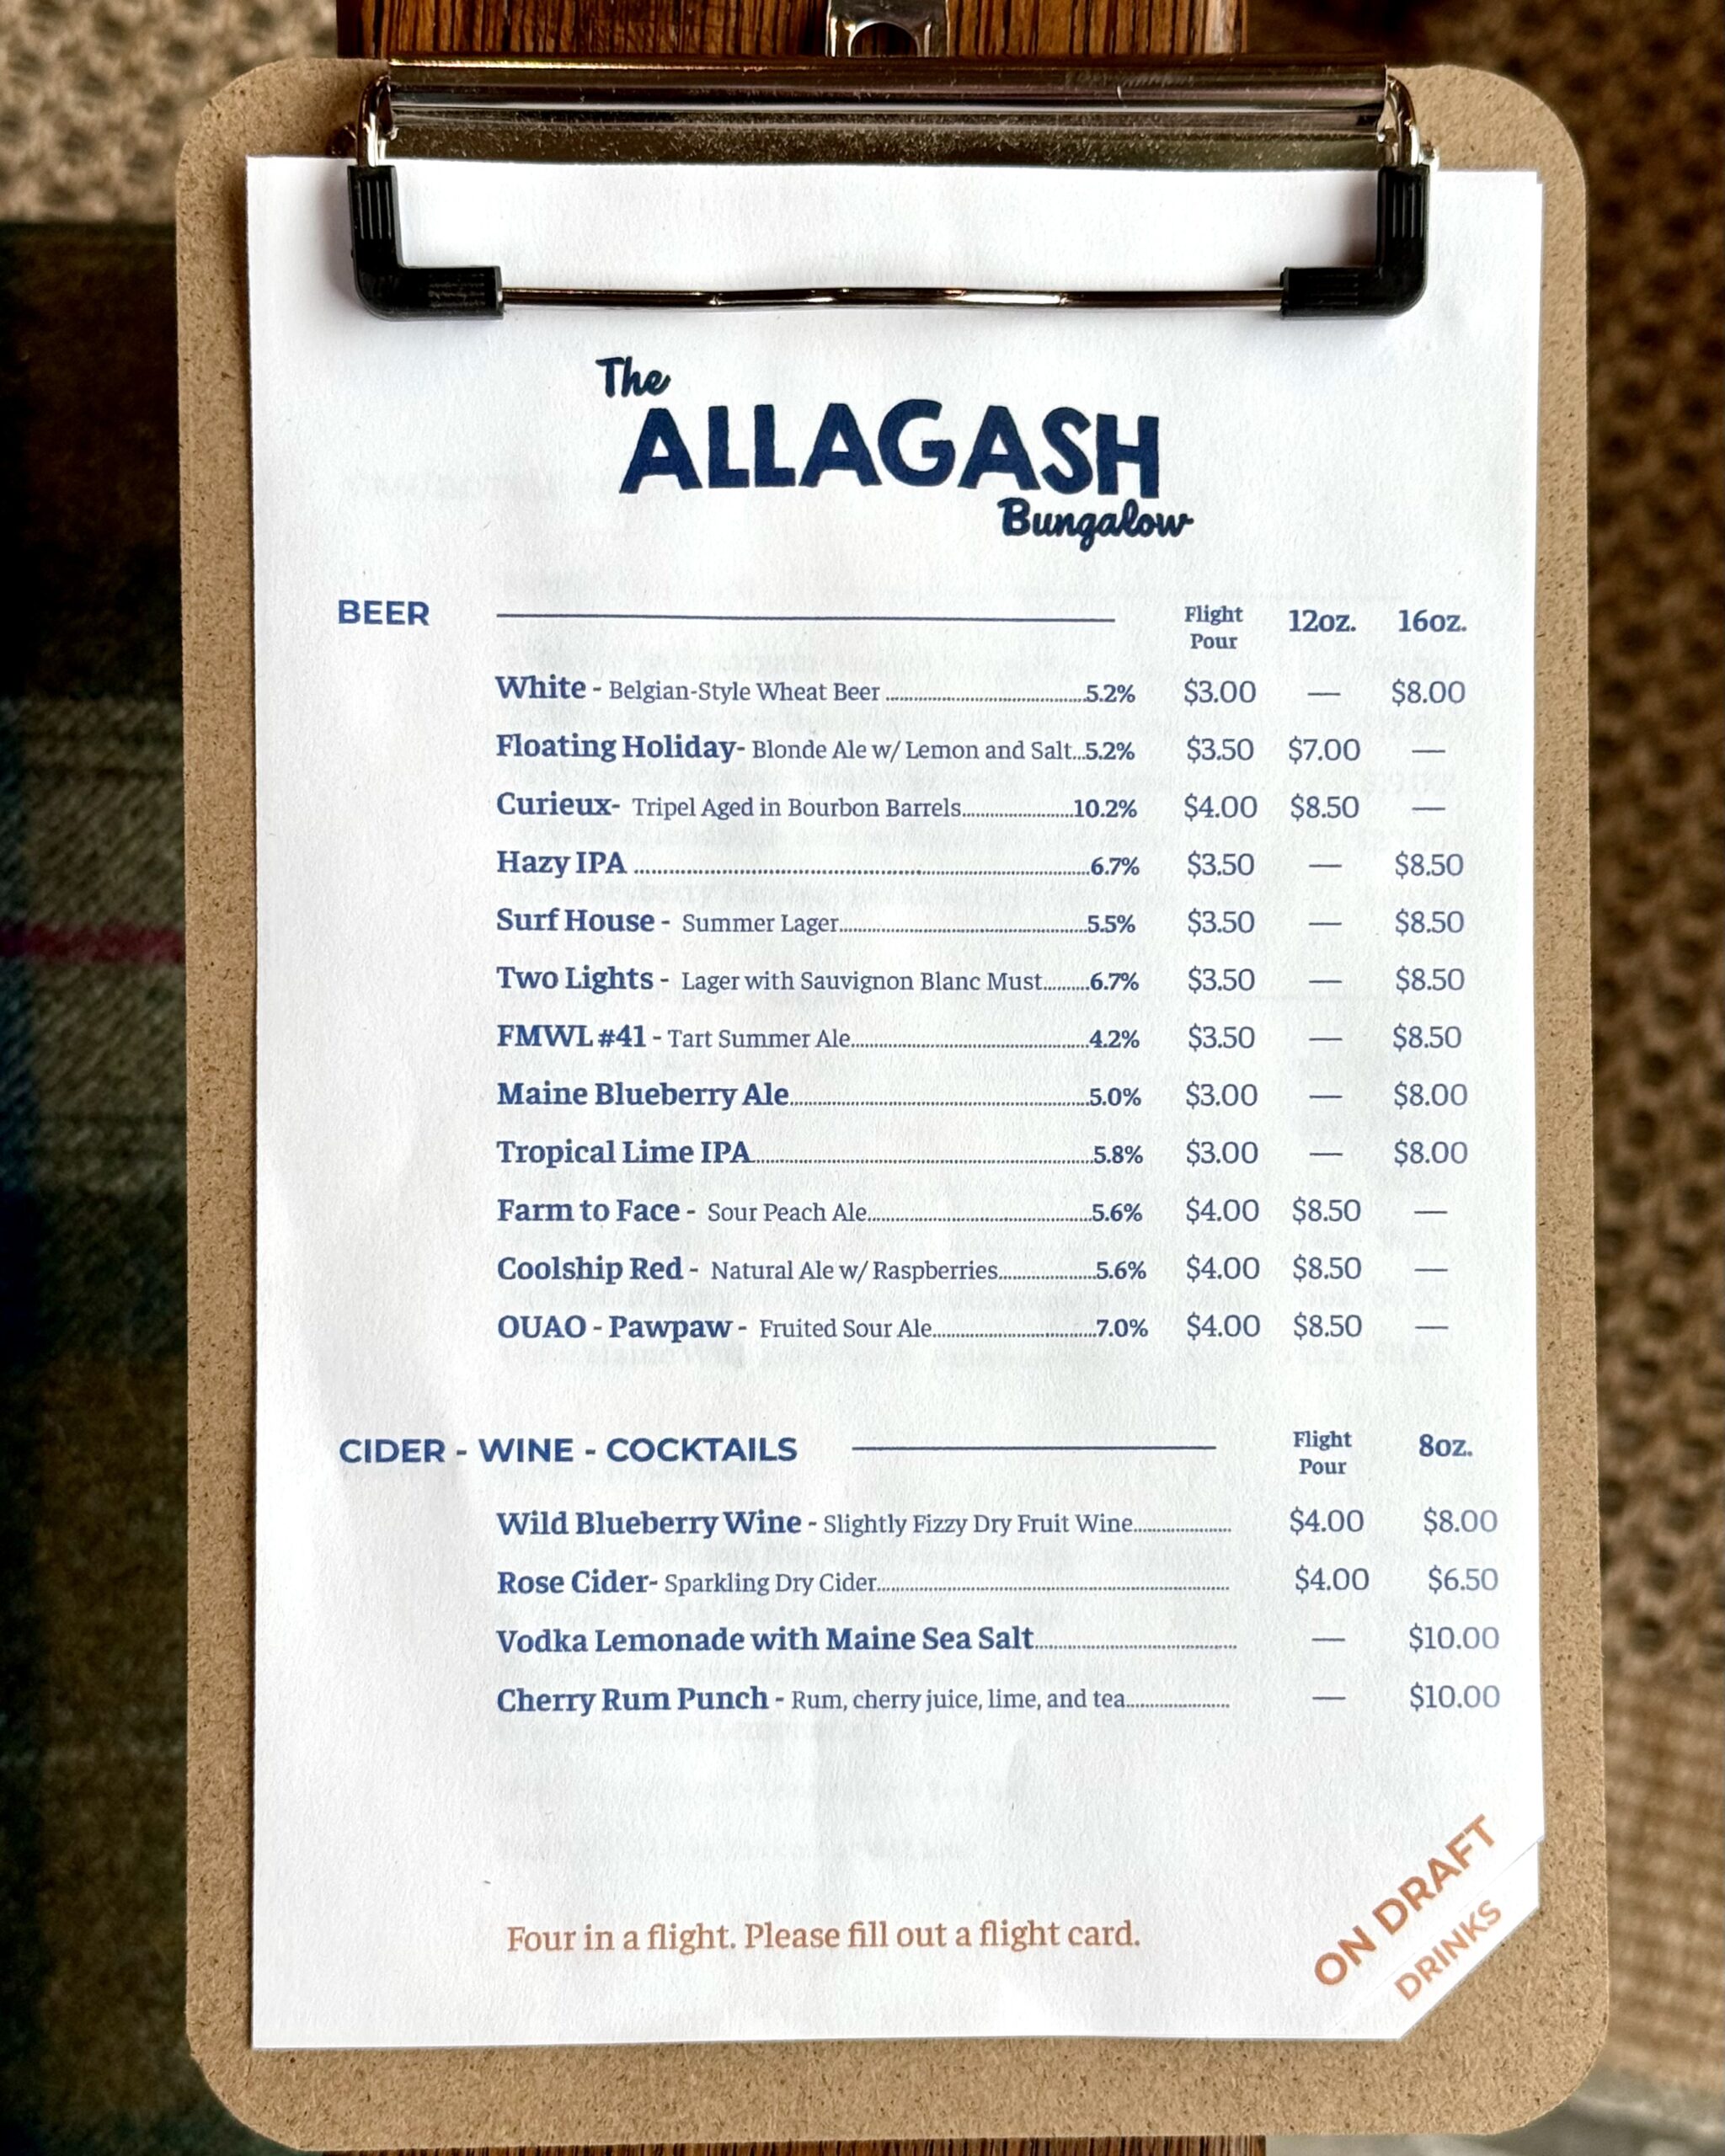 The
ALLAGASH
Bungalow
BEER Flight Pour 12oz. 16oz.
White - Belgian-Style Wheat Beer ........ 5.2% $3.00 — $8.00
Floating Holiday- Blonde Ale w/ Lemon and Salt...5.2% $3.50 $7.00 —
Curieux- Tripel Aged in Bourbon Barrels........10.2% $4.00 $8.50 —
Hazy IPA ........ 6.7% $3.50 — $8.50
Surf House - Summer Lager........5.5% $3.50 — $8.50
Two Lights - Lager with Sauvignon Blanc Must........6.7% $3.50 — $8.50
FMWL #41 - Tart Summer Ale........4.2% $3.50 — $8.50
Maine Blueberry Ale........5.0% $3.00 — $8.00
Tropical Lime IPA........5.8% $3.00 — $8.00
Farm to Face - Sour Peach Ale........5.6% $4.00 $8.50 —
Coolship Red - Natural Ale w/ Raspberries........5.6% $4.00 $8.50 —
OUAO - Pawpaw - Fruited Sour Ale........7.0% $4.00 $8.50 —
CIDER - WINE - COCKTAILS Flight Pour 8oz.
Wild Blueberry Wine - Slightly Fizzy Dry Fruit Wine........ $4.00 $8.00
Rose Cider- Sparkling Dry Cider........ $4.00 $6.50
Vodka Lemonade with Maine Sea Salt........ — $10.00
Cherry Rum Punch - Rum, cherry juice, lime, and tea........ — $10.00
Four in a flight. Please fill out a flight card.
ON DRAFT
DRINKS